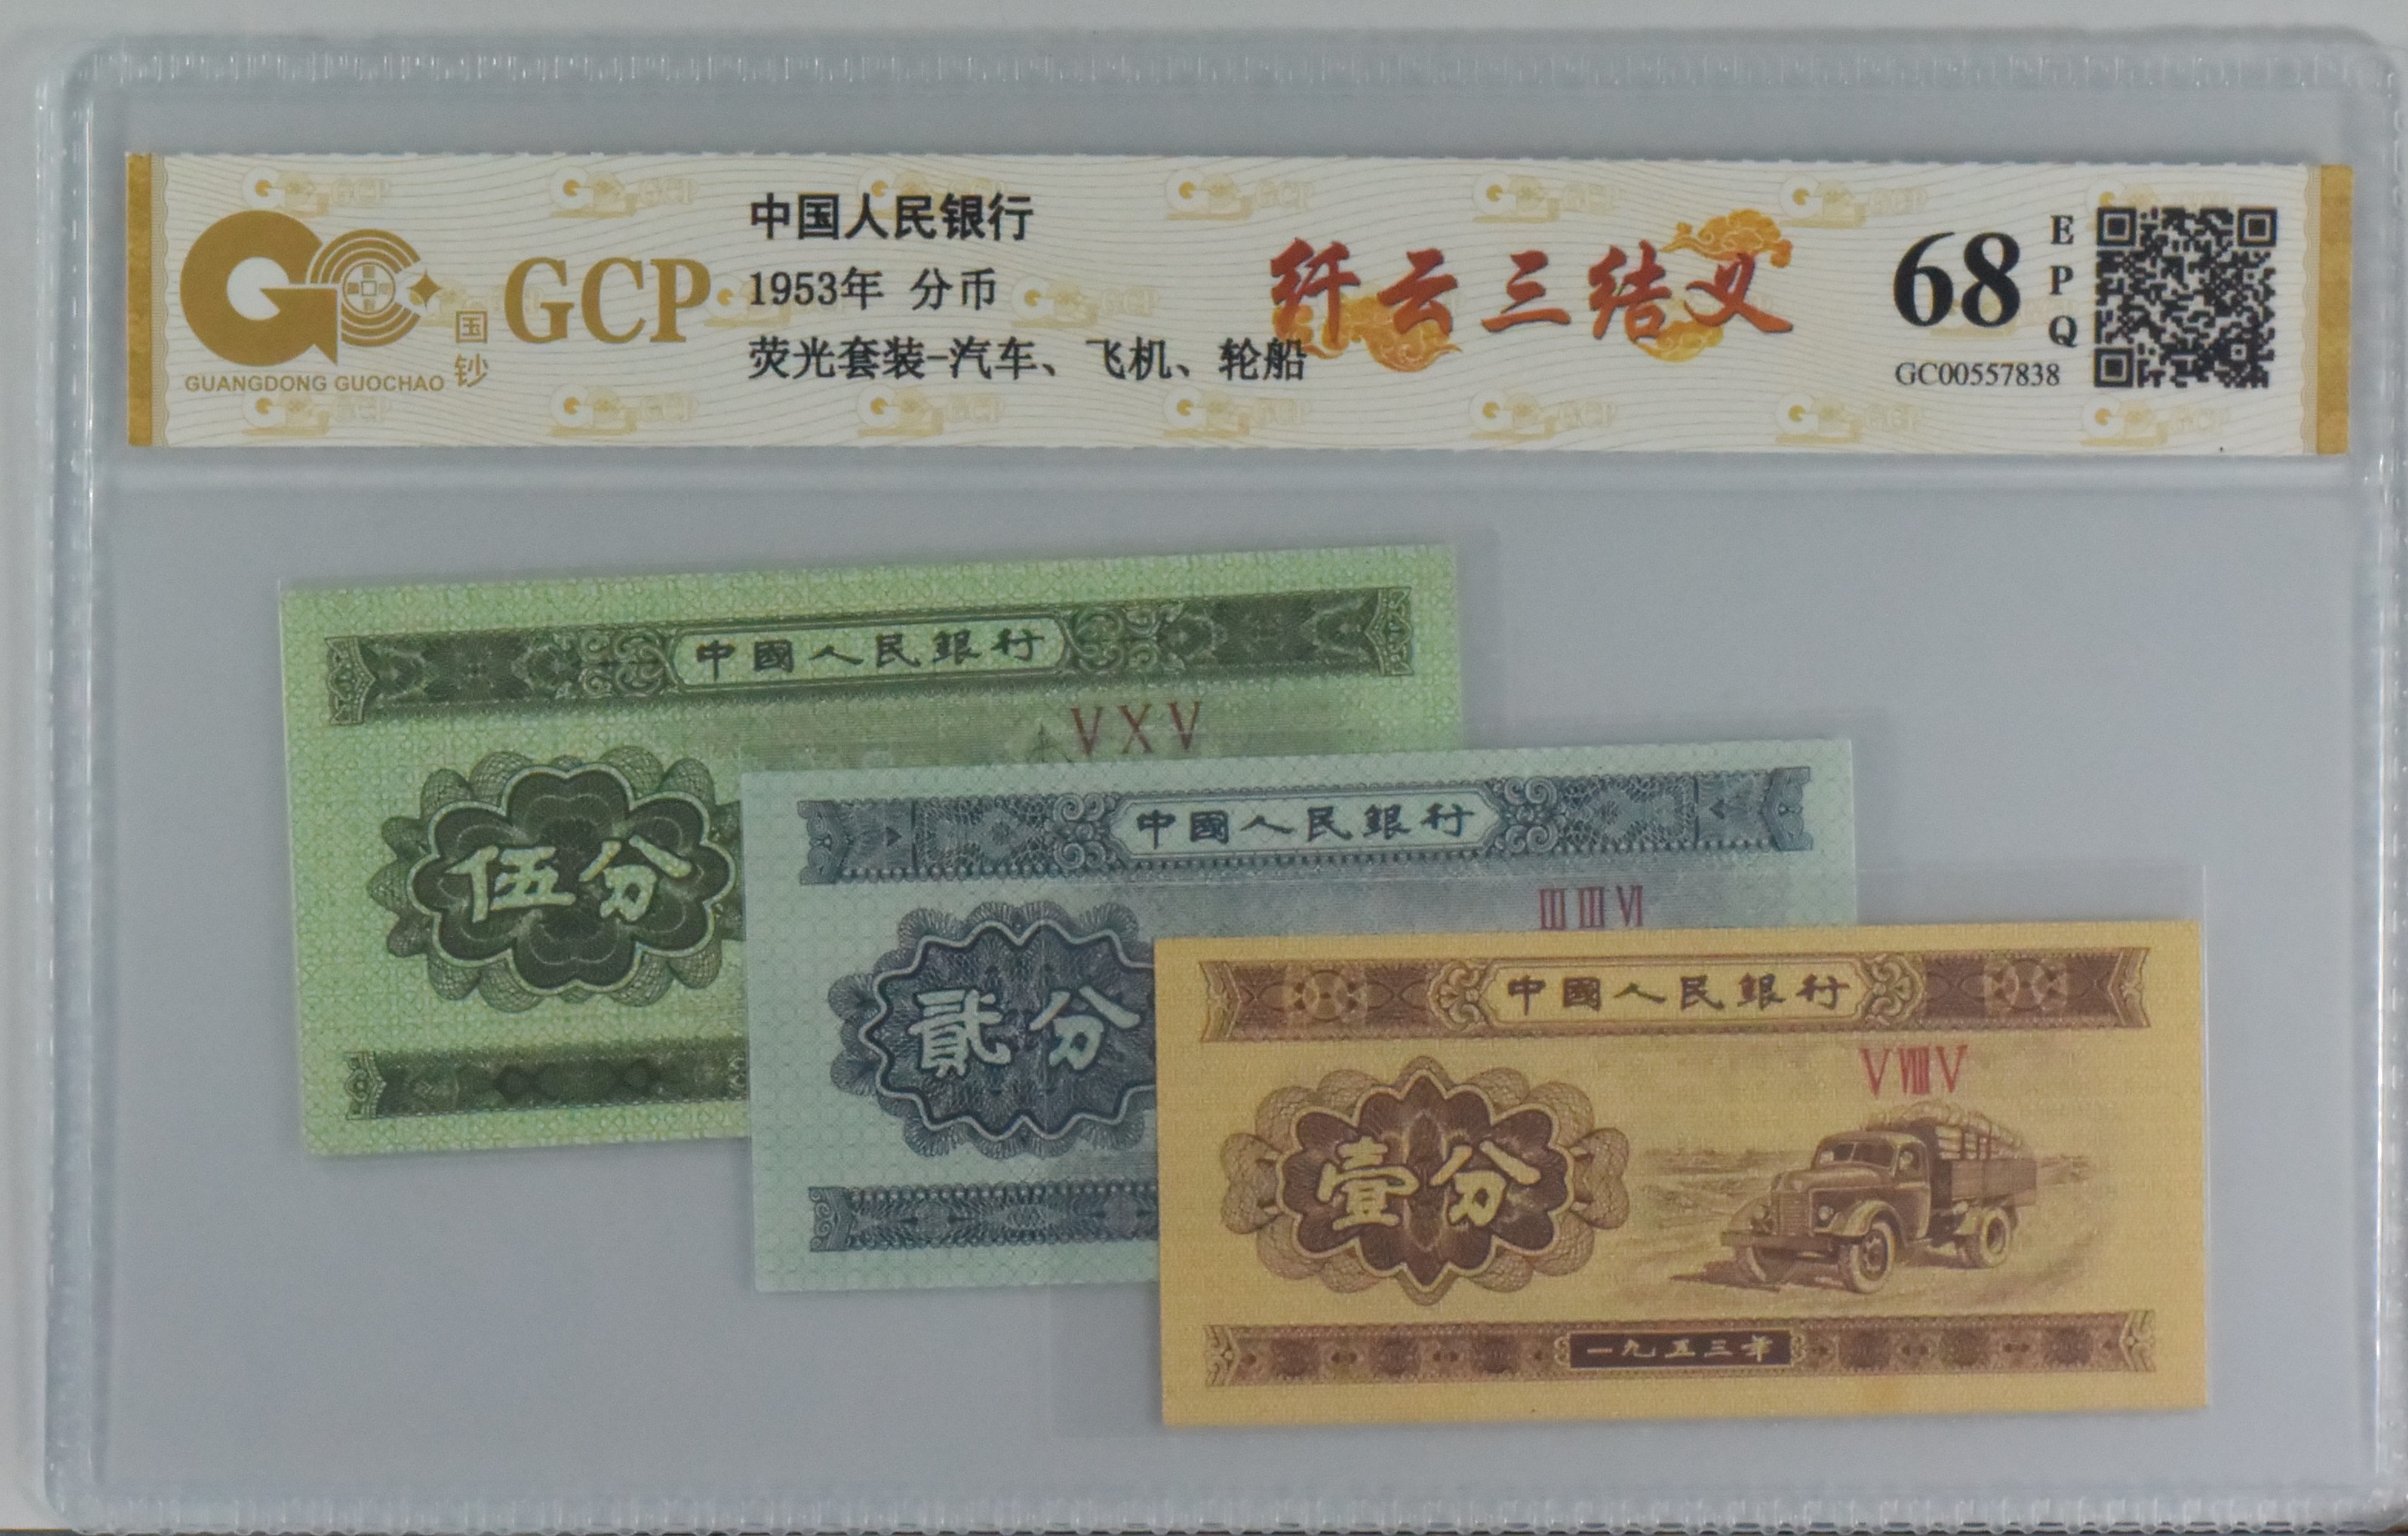 GUANGDONG GUOCHAO
国钞
GCP
中国人民银行
1953年 分币
荧光套装-汽车、飞机、轮船
纤云三结义
68
EPQ
GC00557838
中國人民銀行
V X V
伍分
中國人民銀行
III III VI
貳分
中國人民銀行
V VIII V
壹分
一九五三年